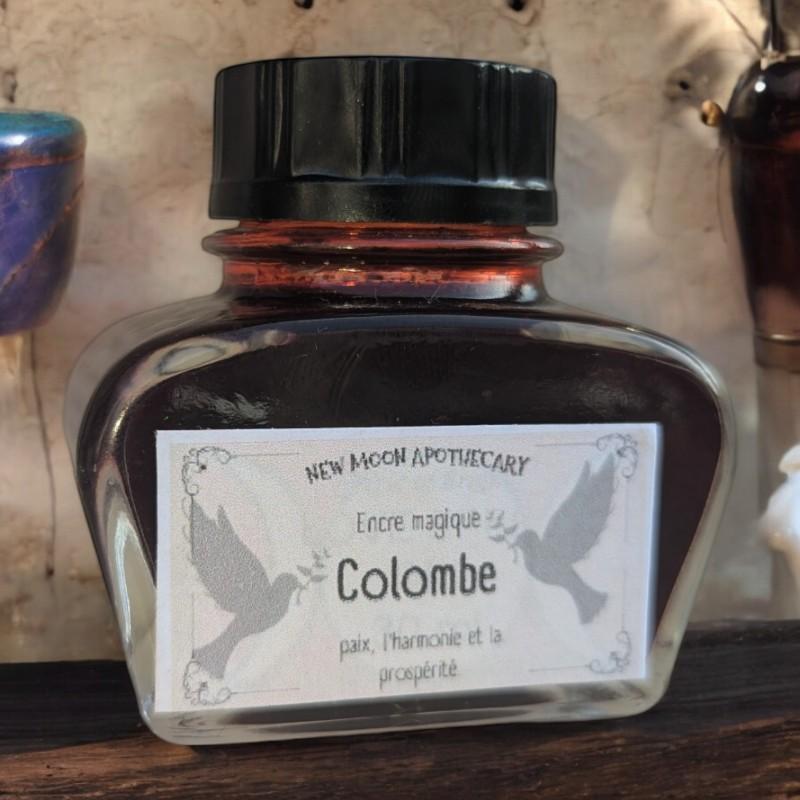 NEW MOON APOTHECARY
Encre magique
Colombe
paix, l'harmonie et la
prospérité